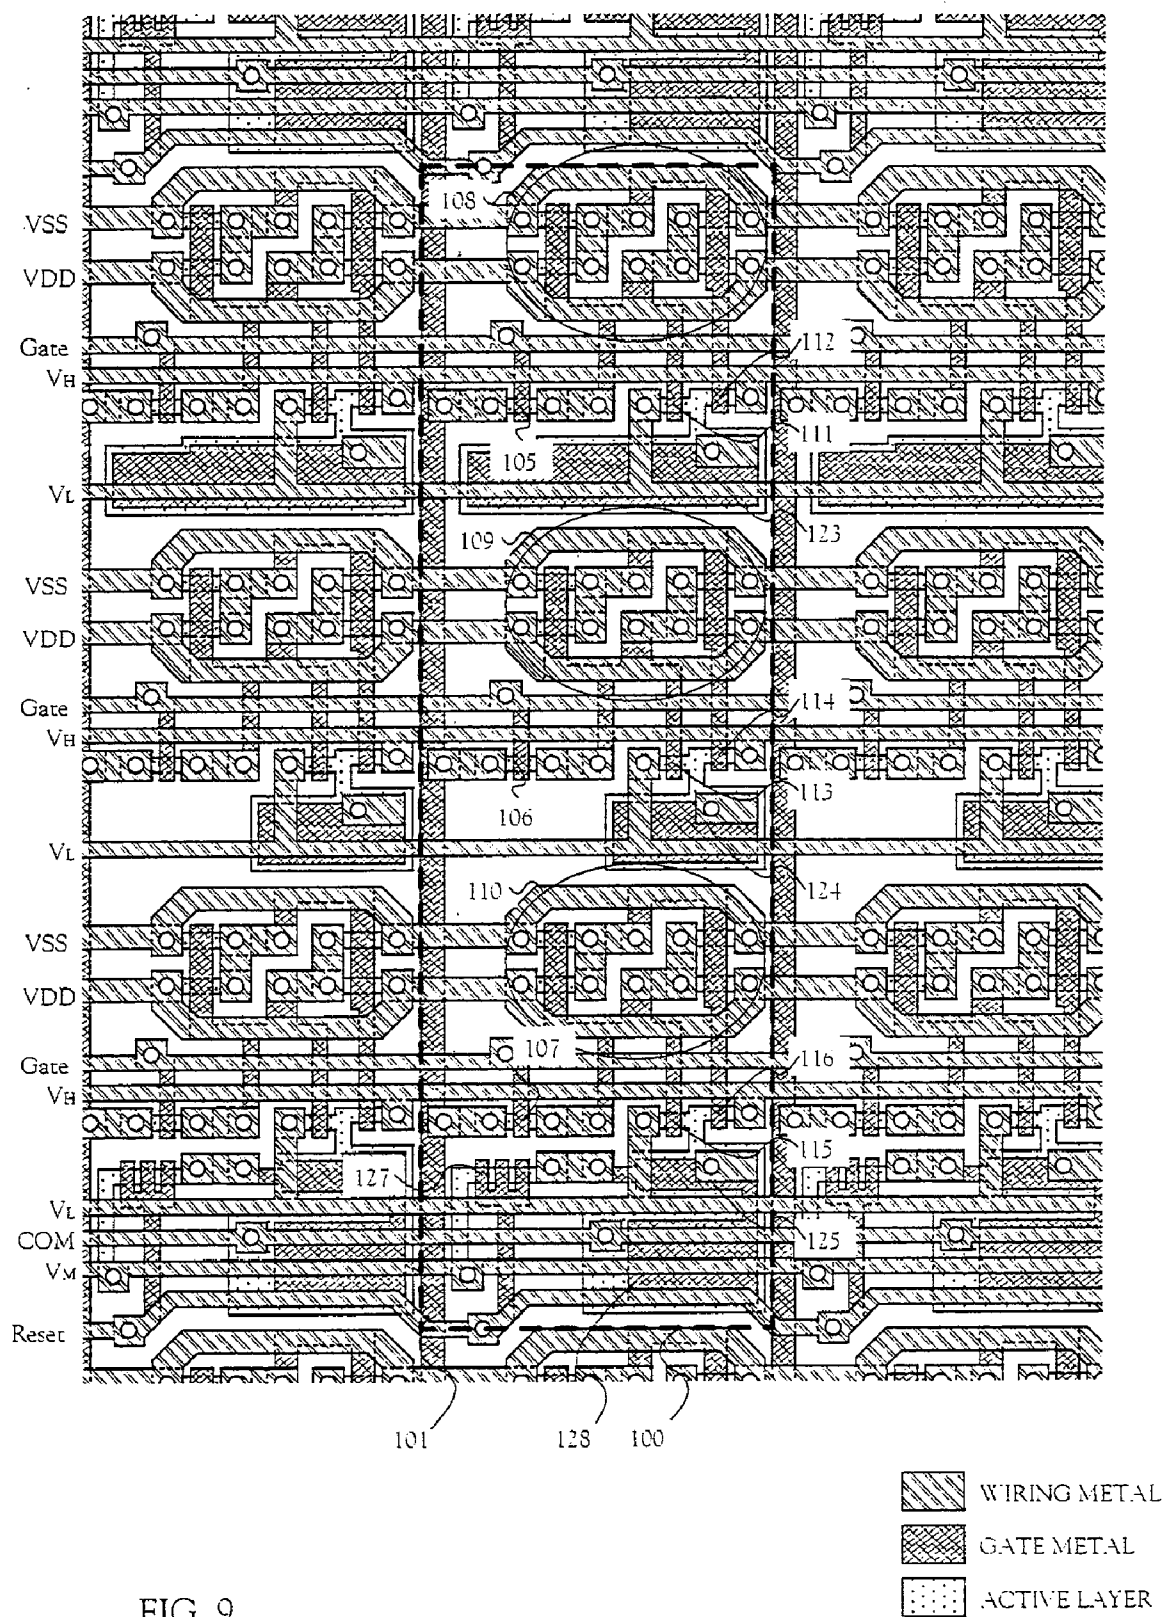 108
VSS
VDD
Gate
112
VH
111
105
VL
123
109
VSS
VDD
Gate
114
VH
113
106
VL
124
110
VSS
VDD
107
Gate
116
VH
115
127
VL
COM
125
VM
Reset
101
128
100
WIRING METAL
GATE METAL
ACTIVE LAYER
FIG. 9